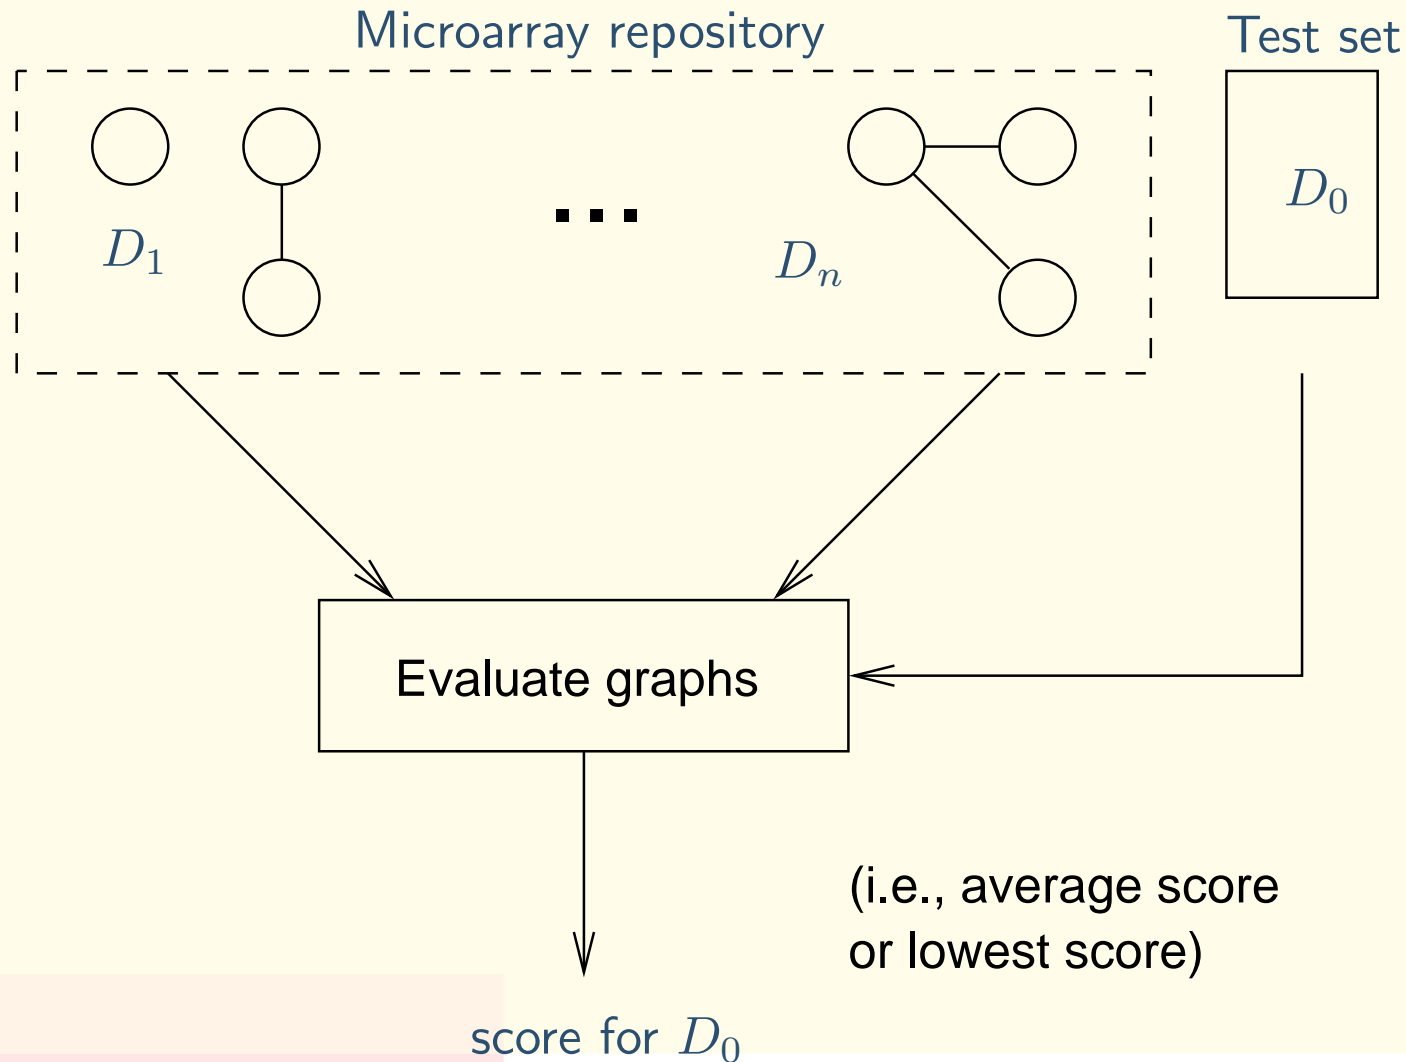 Microarray repository
Test set
D₁
...
Dₙ
D₀
Evaluate graphs
(i.e., average score
or lowest score)
score for D₀